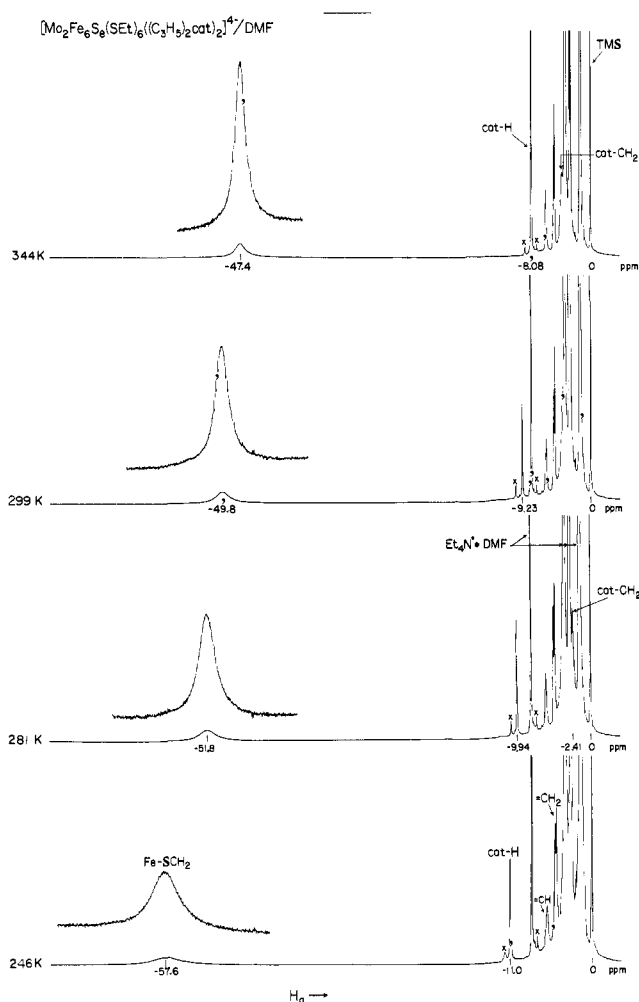 [Mo2Fe6S8(SEt)6((C3H5)2cat)2]4-/DMF
TMS
cat-H
cat-CH2
x
x
344K
-47.4
-8.08
0
ppm
x
x
299 K
-49.8
-9.23
0
ppm
Et4N+•DMF
cat-CH2
x
x
281 K
-51.8
-9.94
-2.41
0
ppm
Fe-SCH2
cat-H
=CH2
=CH
x
x
246K
-57.6
-11.0
0
ppm
Ho →